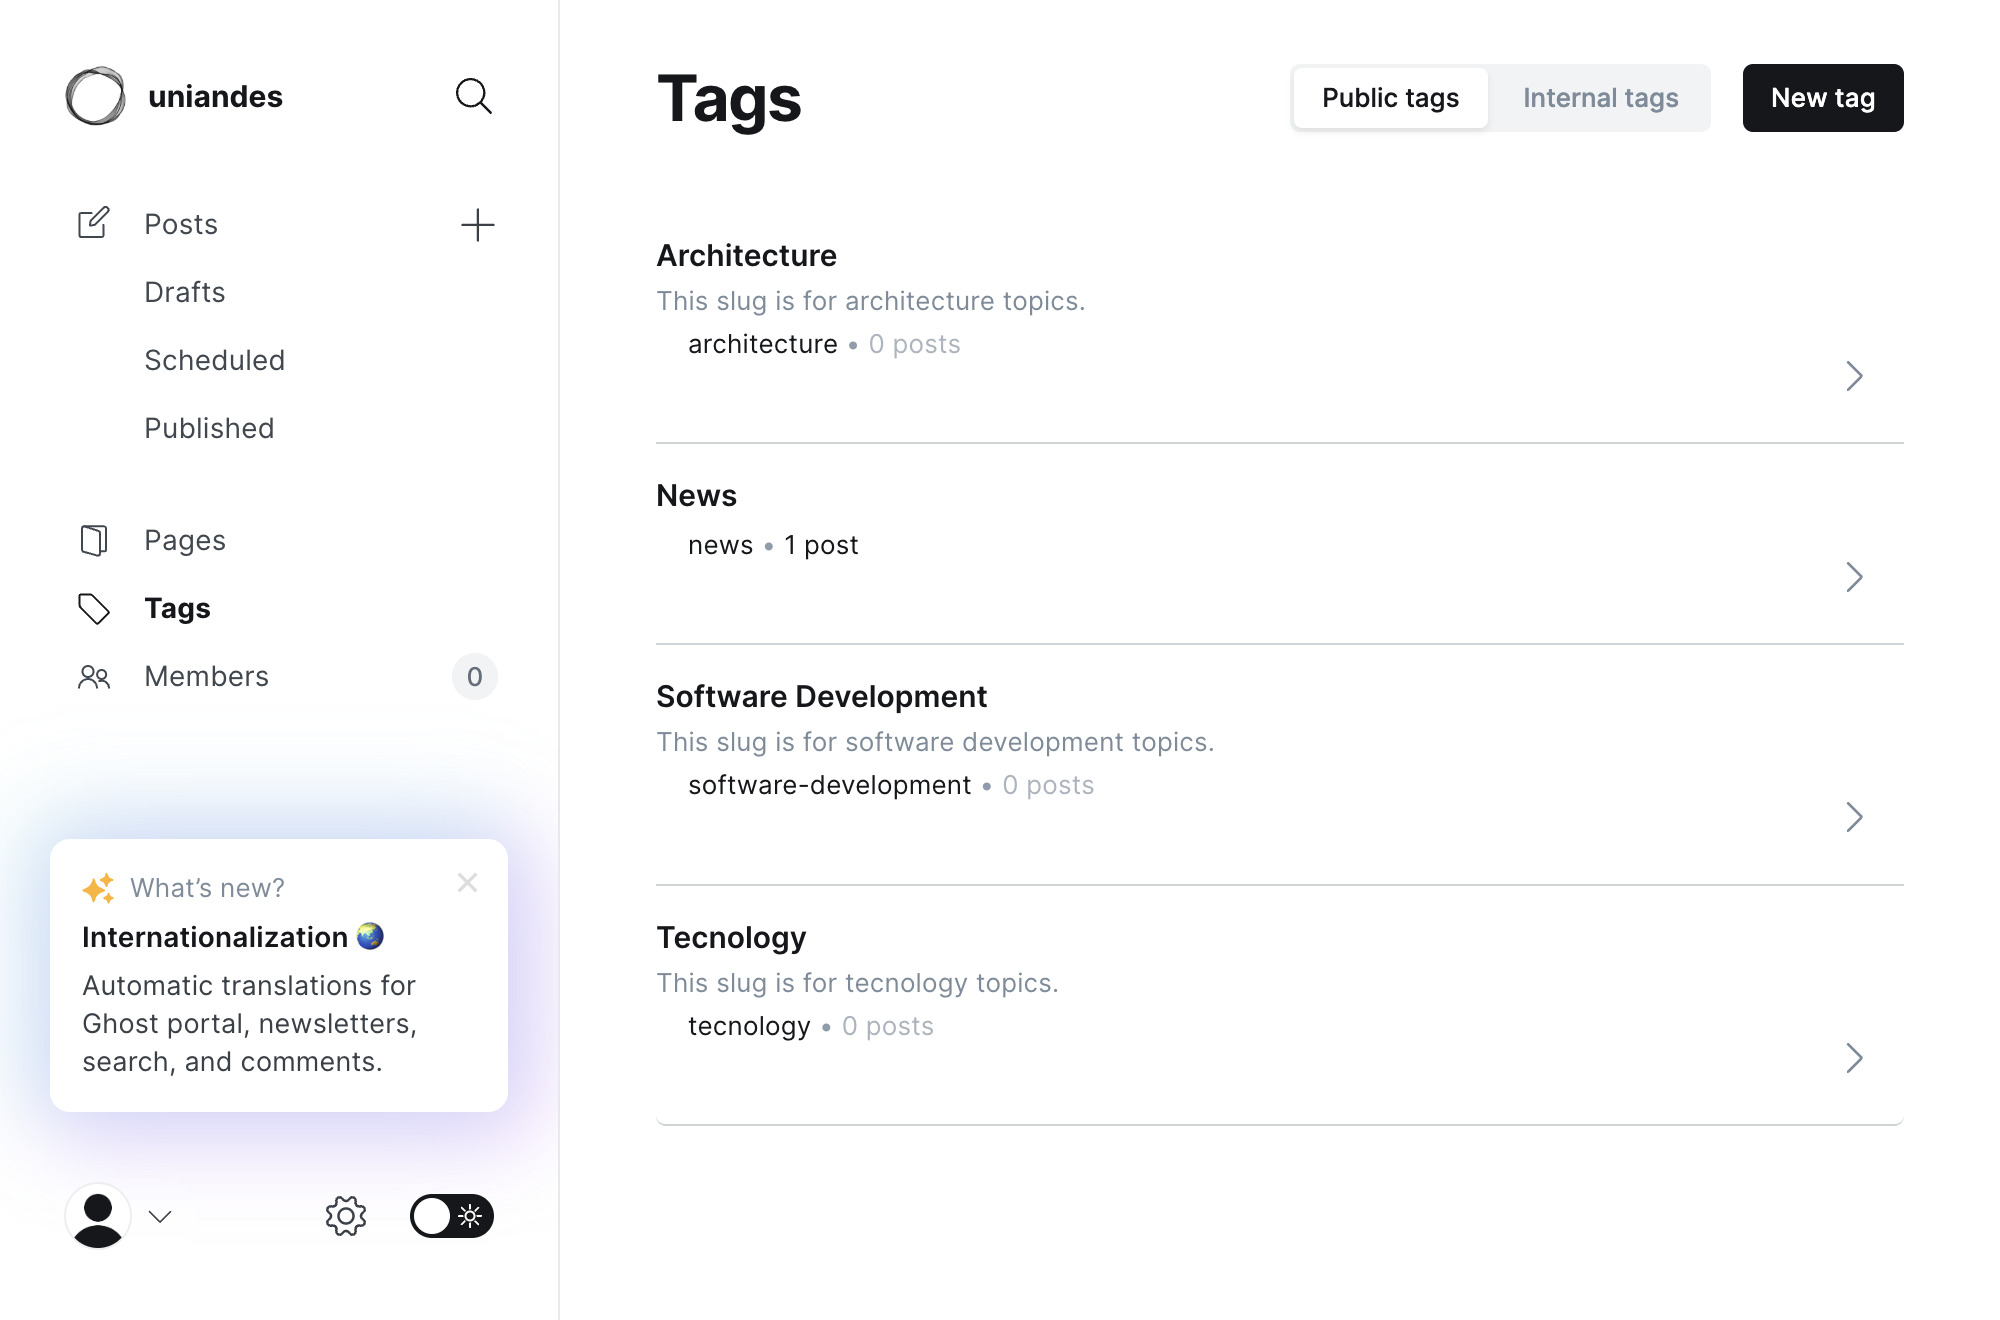 uniandes
Posts
Drafts
Scheduled
Published
Pages
Tags
Members
0
What’s new?
Internationalization 🌏
Automatic translations for
Ghost portal, newsletters,
search, and comments.
Tags
Public tags
Internal tags
New tag
Architecture
This slug is for architecture topics.
architecture • 0 posts
News
news • 1 post
Software Development
This slug is for software development topics.
software-development • 0 posts
Tecnology
This slug is for tecnology topics.
tecnology • 0 posts